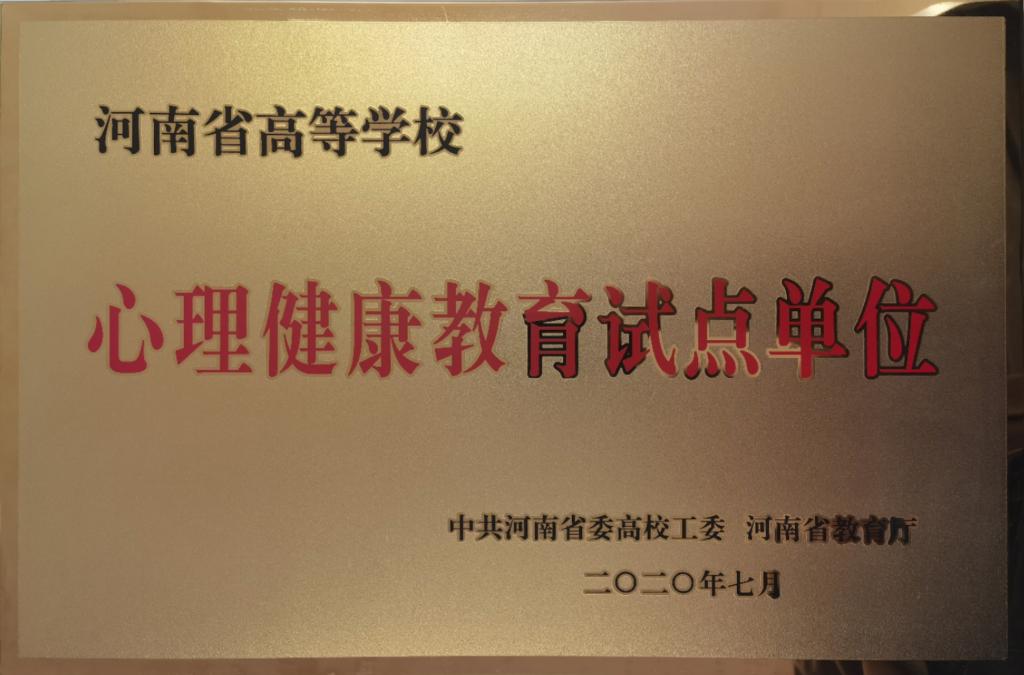 河南省高等学校
心理健康教育试点单位
中共河南省委高校工委 河南省教育厅
二〇二〇年七月